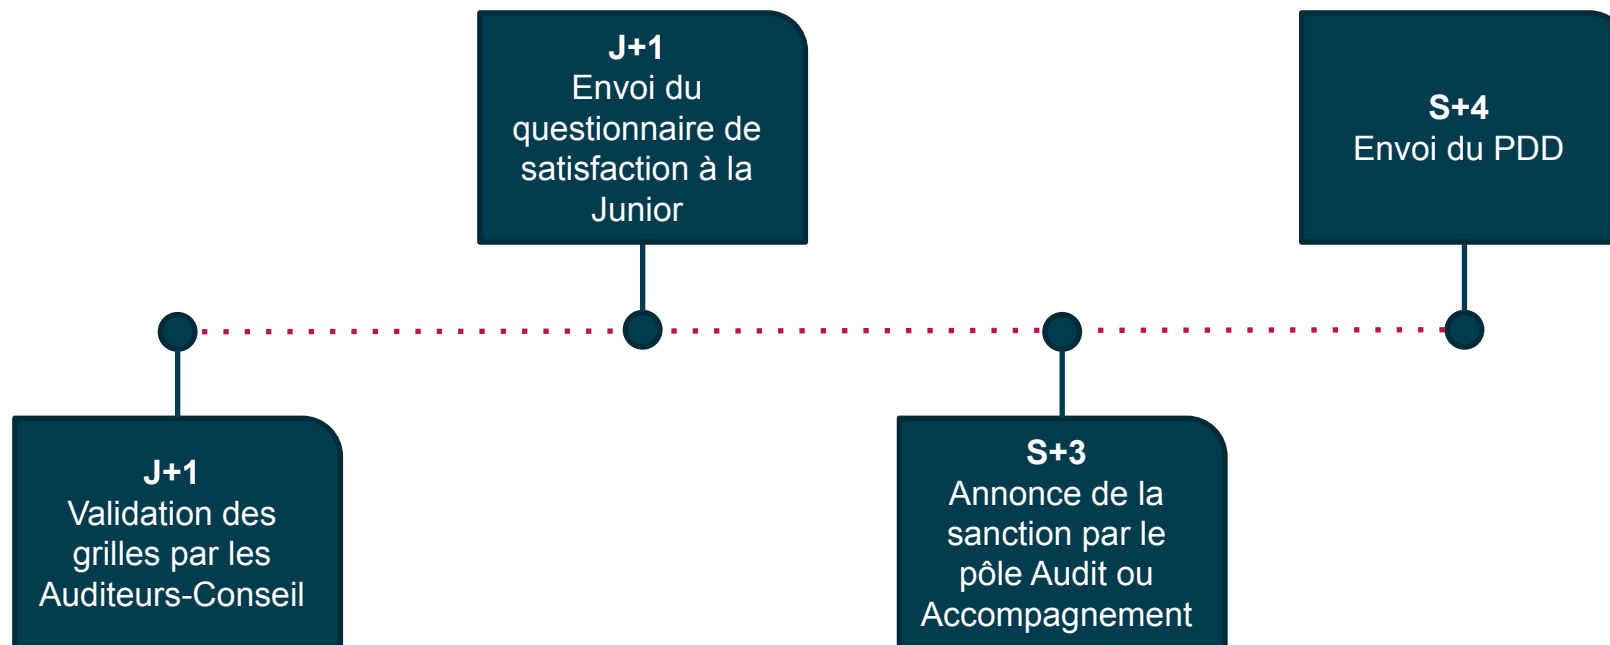 J+1
Validation des
grilles par les
Auditeurs-Conseil
J+1
Envoi du
questionnaire de
satisfaction à la
Junior
S+3
Annonce de la
sanction par le
pôle Audit ou
Accompagnement
S+4
Envoi du PDD